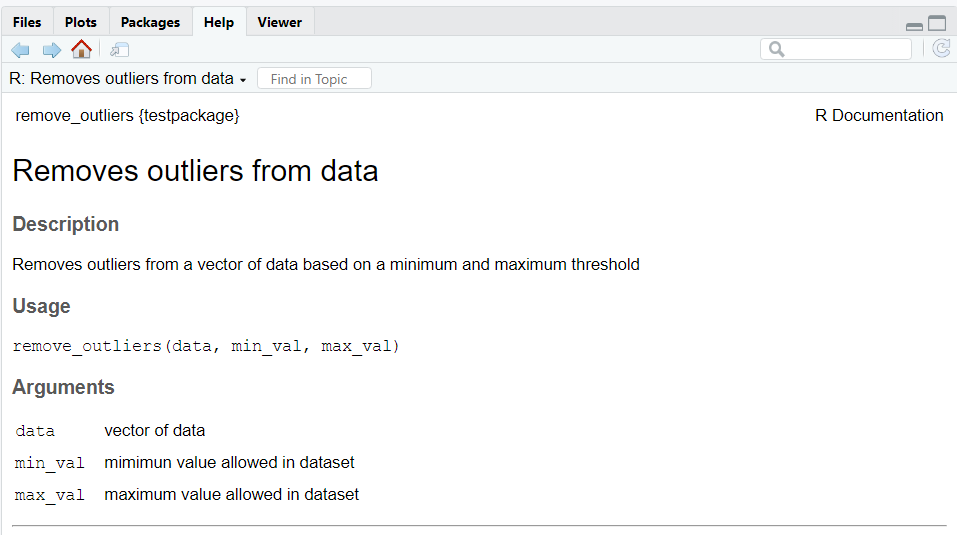 Files Plots Packages Help Viewer
R: Removes outliers from data Find in Topic
remove_outliers {testpackage} R Documentation
Removes outliers from data
Description
Removes outliers from a vector of data based on a minimum and maximum threshold
Usage
remove_outliers(data, min_val, max_val)
Arguments
data vector of data
min_val mimimun value allowed in dataset
max_val maximum value allowed in dataset